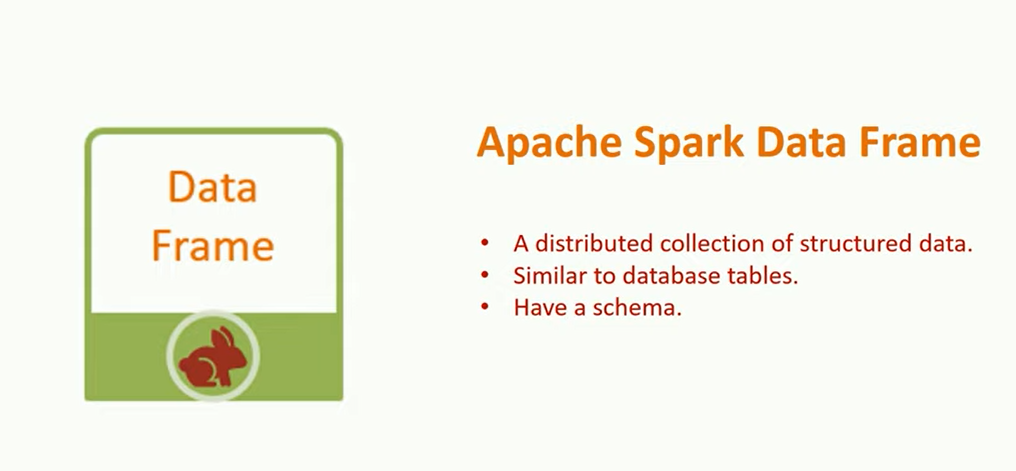 Data
Frame
Apache Spark Data Frame
• A distributed collection of structured data.
• Similar to database tables.
• Have a schema.